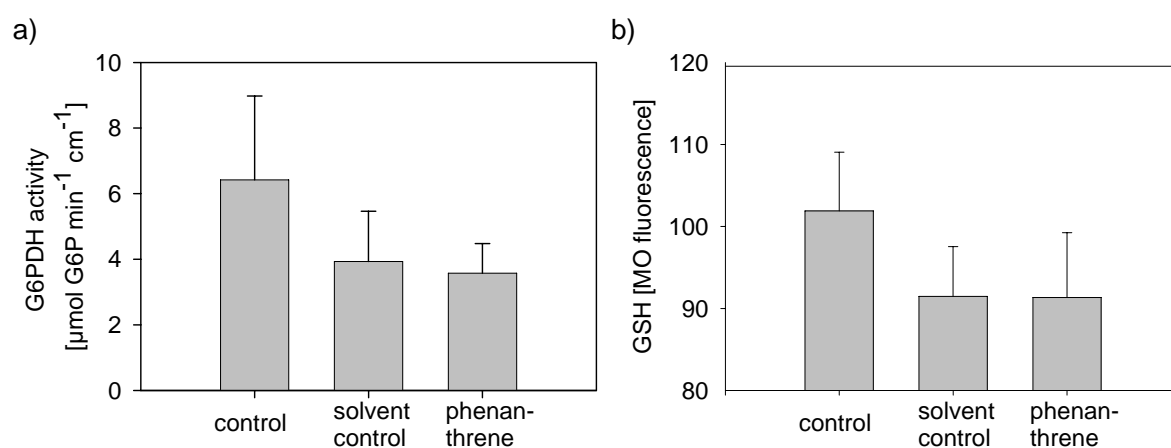 a)
G6PDH activity
[µmol G6P min⁻¹ cm⁻¹]
10
8
6
4
2
0
control
solvent
control
phenan-
threne
b)
GSH [MO fluorescence]
120
110
100
90
80
control
solvent
control
phenan-
threne